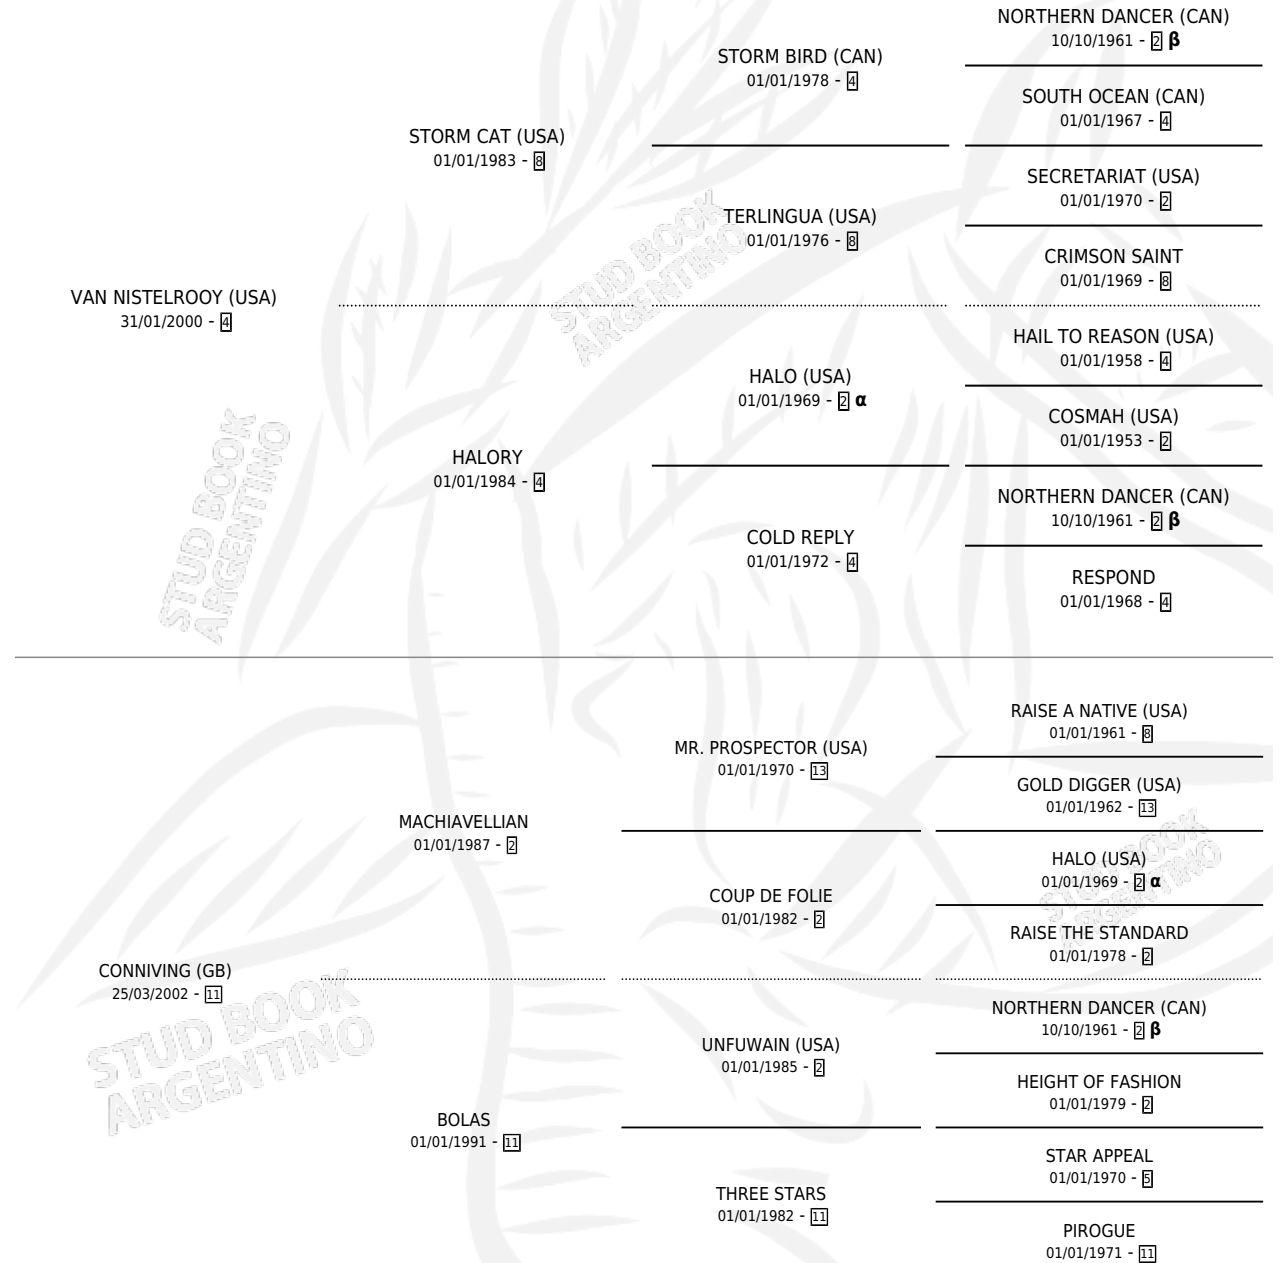 NORTHERN DANCER (CAN)
10/10/1961 - 2 β
STORM BIRD (CAN)
01/01/1978 - 4
SOUTH OCEAN (CAN)
01/01/1967 - 4
STORM CAT (USA)
01/01/1983 - 8
SECRETARIAT (USA)
01/01/1970 - 2
TERLINGUA (USA)
01/01/1976 - 8
CRIMSON SAINT
01/01/1969 - 8
VAN NISTELROOY (USA)
31/01/2000 - 4
STUD BOOK
ARGENTINO
HAIL TO REASON (USA)
01/01/1958 - 4
HALO (USA)
01/01/1969 - 2 α
COSMAH (USA)
01/01/1953 - 2
HALORY
01/01/1984 - 4
STUD BOOK
ARGENTINO
NORTHERN DANCER (CAN)
10/10/1961 - 2 β
COLD REPLY
01/01/1972 - 4
RESPOND
01/01/1968 - 4
RAISE A NATIVE (USA)
01/01/1961 - 8
MR. PROSPECTOR (USA)
01/01/1970 - 13
GOLD DIGGER (USA)
01/01/1962 - 13
MACHIAVELLIAN
01/01/1987 - 2
HALO (USA)
01/01/1969 - 2 α
STUD BOOK
ARGENTINO
COUP DE FOLIE
01/01/1982 - 2
RAISE THE STANDARD
01/01/1978 - 2
CONNIVING (GB)
25/03/2002 - 11
STUD BOOK
ARGENTINO
NORTHERN DANCER (CAN)
10/10/1961 - 2 β
UNFUWAIN (USA)
01/01/1985 - 2
HEIGHT OF FASHION
01/01/1979 - 2
BOLAS
01/01/1991 - 11
STAR APPEAL
01/01/1970 - 5
THREE STARS
01/01/1982 - 11
PIROGUE
01/01/1971 - 11